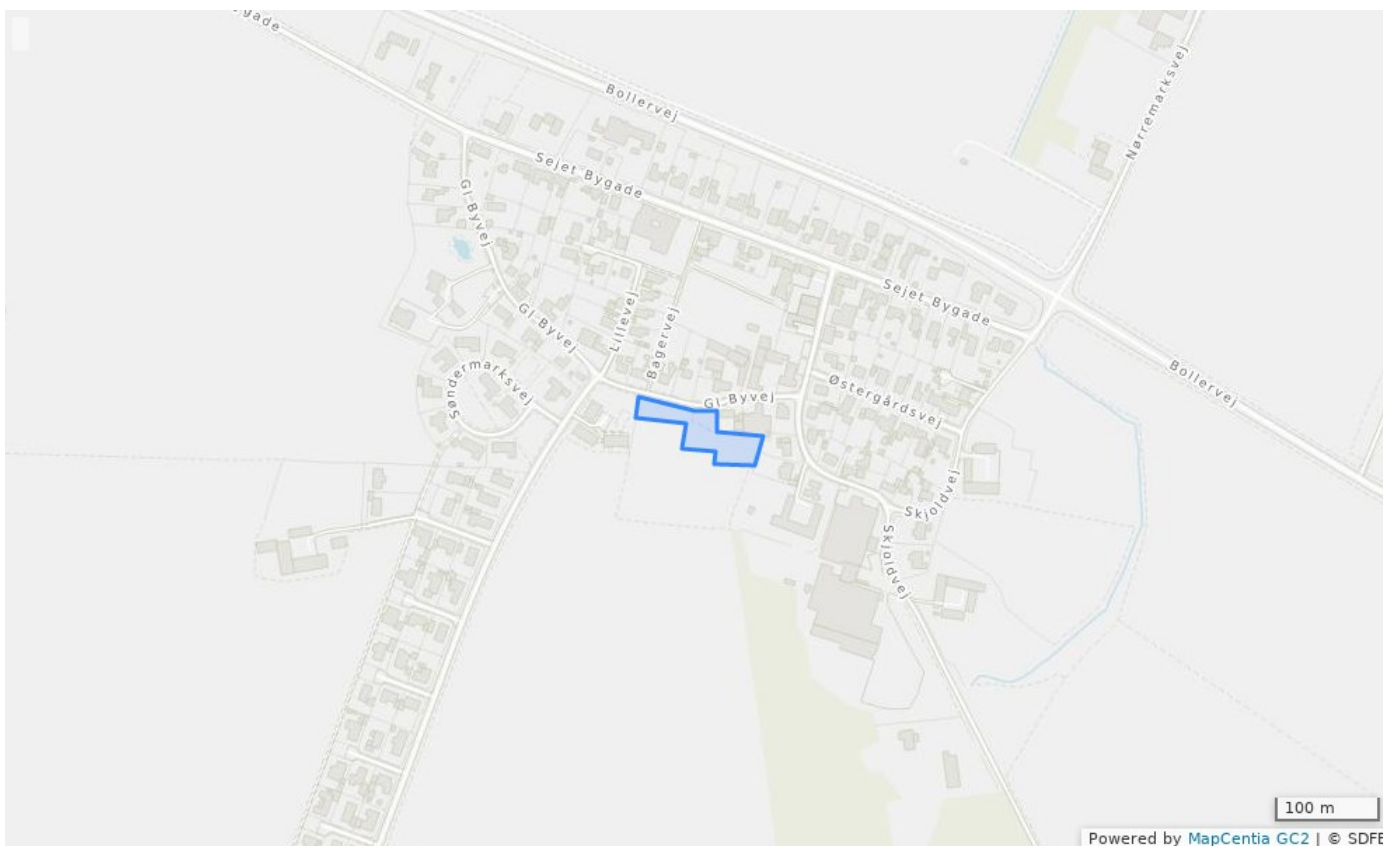 ygade
Bollervej
Nørremarksvej
Sejet Bygade
Gl Byvej
Sejet Bygade
Gl Byvej
Lillevej
Bagervej
Søndermarksvej
Gl Byvej
Østergårdsvej
Bollervej
Skjoldvej
Skjoldvej
100 m
Powered by MapCentia GC2 | © SDFE